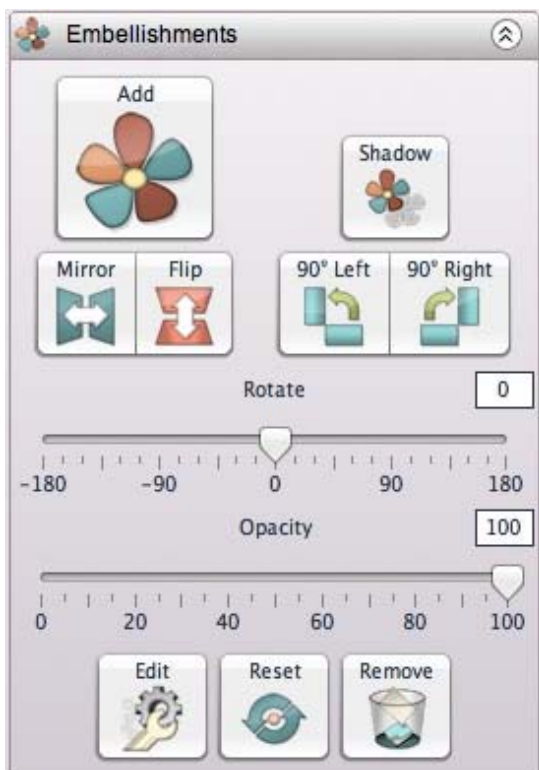 Embellishments
Add
Shadow
Mirror Flip 90° Left 90° Right
Rotate 0
-180 -90 0 90 180
Opacity 100
0 20 40 60 80 100
Edit Reset Remove